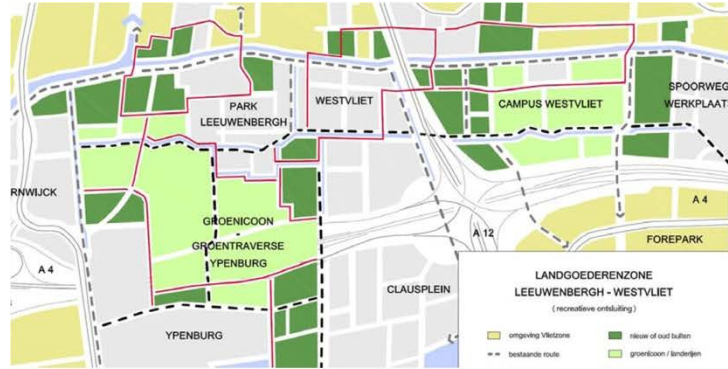 PARK
LEEUWENBERGH
WESTVLIET
CAMPUS WESTVLIET
SPOORWEG
WERKPLAATS
RNWIJCK
GROENICOON
GROENTRAVERSE
YPENBURG
A 4
A 12
A 4
FOREPARK
CLAUSPLEIN
YPENBURG
LANDGOEDERENZONE
LEEUWENBERGH - WESTVLIET
( recreatieve ontsluiting )
omgeving Vlietzone
nieuw of oud buiten
bestaande route
groenicoon / landerijen